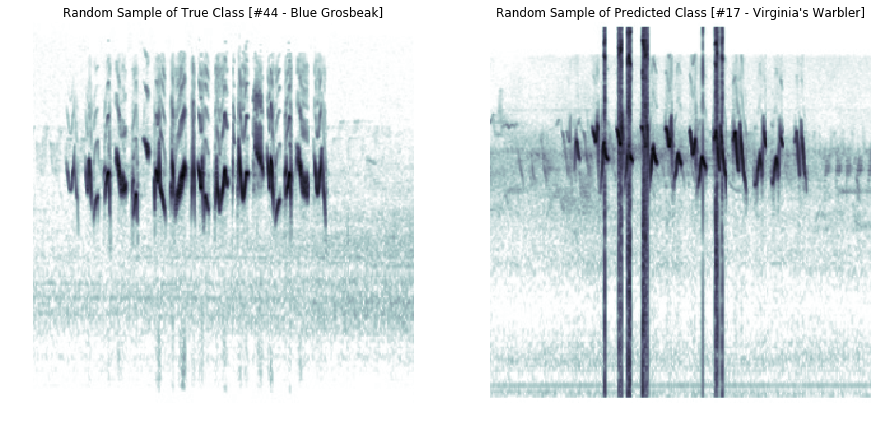 Random Sample of True Class [#44 - Blue Grosbeak]
Random Sample of Predicted Class [#17 - Virginia's Warbler]